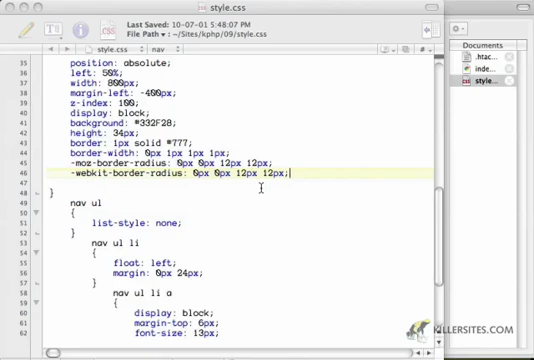 style.css
Last Saved: 10-07-01 5:48:07 PM
File Path ▾: ~/Sites/kphp/09/style.css
style.css
nav
#
Documents
.htac...
inde...
style...
35 position: absolute;
36 left: 50%;
37 width: 800px;
38 margin-left: -400px;
39 z-index: 100;
40 display: block;
41 background: #332F28;
42 height: 34px;
43 border: 1px solid #777;
44 border-width: 0px 1px 1px 1px;
45 -moz-border-radius: 0px 0px 12px 12px;
46 -webkit-border-radius: 0px 0px 12px 12px;
47
48 }
49 nav ul
50 {
51 list-style: none;
52 }
53 nav ul li
54 {
55 float: left;
56 margin: 0px 24px;
57 }
58 nav ul li a
59 {
60 display: block;
61 margin-top: 6px;
62 font-size: 13px;
KILLERSITES.COM